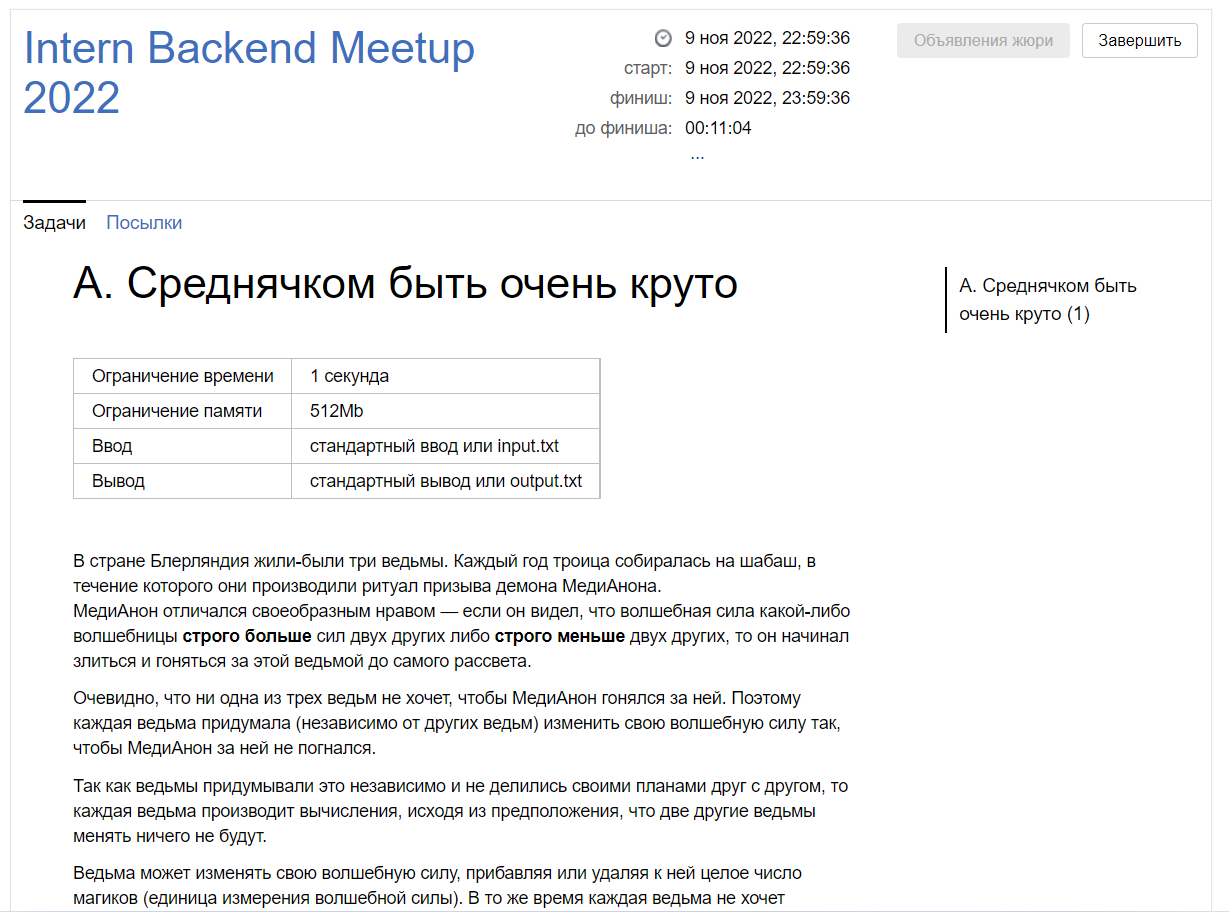 Intern Backend Meetup
2022
9 ноя 2022, 22:59:36
старт: 9 ноя 2022, 22:59:36
финиш: 9 ноя 2022, 23:59:36
до финиша: 00:11:04
...
Объявления жюри
Завершить
Задачи Посылки
А. Среднячком быть очень круто
А. Среднячком быть
очень круто (1)
Ограничение времени 1 секунда
Ограничение памяти 512Mb
Ввод стандартный ввод или input.txt
Вывод стандартный вывод или output.txt
В стране Блерляндия жили-были три ведьмы. Каждый год троица собиралась на шабаш, в
течение которого они производили ритуал призыва демона МедиАнона.
МедиАнон отличался своеобразным нравом — если он видел, что волшебная сила какой-либо
волшебницы строго больше сил двух других либо строго меньше двух других, то он начинал
злиться и гоняться за этой ведьмой до самого рассвета.
Очевидно, что ни одна из трех ведьм не хочет, чтобы МедиАнон гонялся за ней. Поэтому
каждая ведьма придумала (независимо от других ведьм) изменить свою волшебную силу так,
чтобы МедиАнон за ней не погнался.
Так как ведьмы придумывали это независимо и не делились своими планами друг с другом, то
каждая ведьма производит вычисления, исходя из предположения, что две другие ведьмы
менять ничего не будут.
Ведьма может изменять свою волшебную силу, прибавляя или удаляя к ней целое число
магиков (единица измерения волшебной силы). В то же время каждая ведьма не хочет